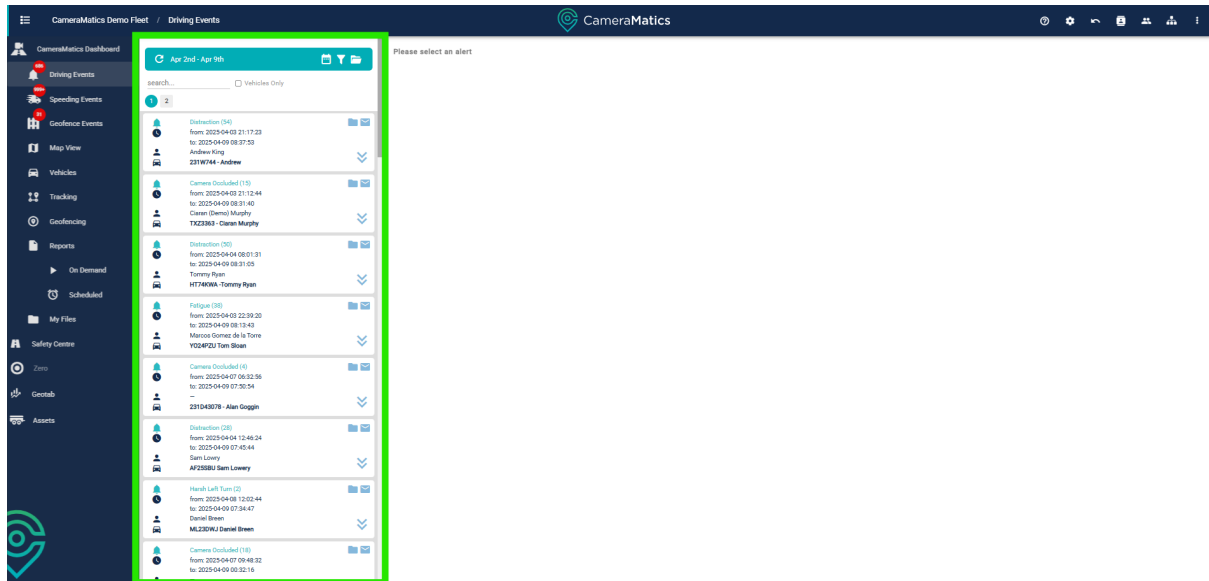 CameraMatics Demo Fleet / Driving Events
CameraMatics
CameraMatics Dashboard
Driving Events
Speeding Events
999+
Geofence Events
21
Map View
Vehicles
Tracking
Geofencing
Reports
On Demand
Scheduled
My Files
Safety Centre
Zero
Geotab
Assets
Apr 2nd - Apr 9th
search...
Vehicles Only
1 2
Distraction (54)
from: 2025-04-03 21:17:23
to: 2025-04-09 08:37:53
Andrew King
231W744 - Andrew
Camera Occluded (15)
from: 2025-04-03 21:12:44
to: 2025-04-09 08:31:40
Ciaran (Demo) Murphy
TXZ3363 - Ciaran Murphy
Distraction (50)
from: 2025-04-04 08:01:31
to: 2025-04-09 08:31:05
Tommy Ryan
HT74KWA -Tommy Ryan
Fatigue (38)
from: 2025-04-03 22:39:20
to: 2025-04-09 08:13:43
Marcos Gomez de la Torre
YO24PZU Tom Sloan
Camera Occluded (4)
from: 2025-04-07 06:32:56
to: 2025-04-09 07:50:54
--
231D43078 - Alan Goggin
Distraction (28)
from: 2025-04-04 12:46:24
to: 2025-04-09 07:45:44
Sam Lowry
AF25SBU Sam Lowery
Harsh Left Turn (2)
from: 2025-04-08 12:02:44
to: 2025-04-09 07:34:47
Daniel Breen
ML23DWJ Daniel Breen
Camera Occluded (18)
from: 2025-04-07 09:48:32
to: 2025-04-09 00:32:16
Please select an alert